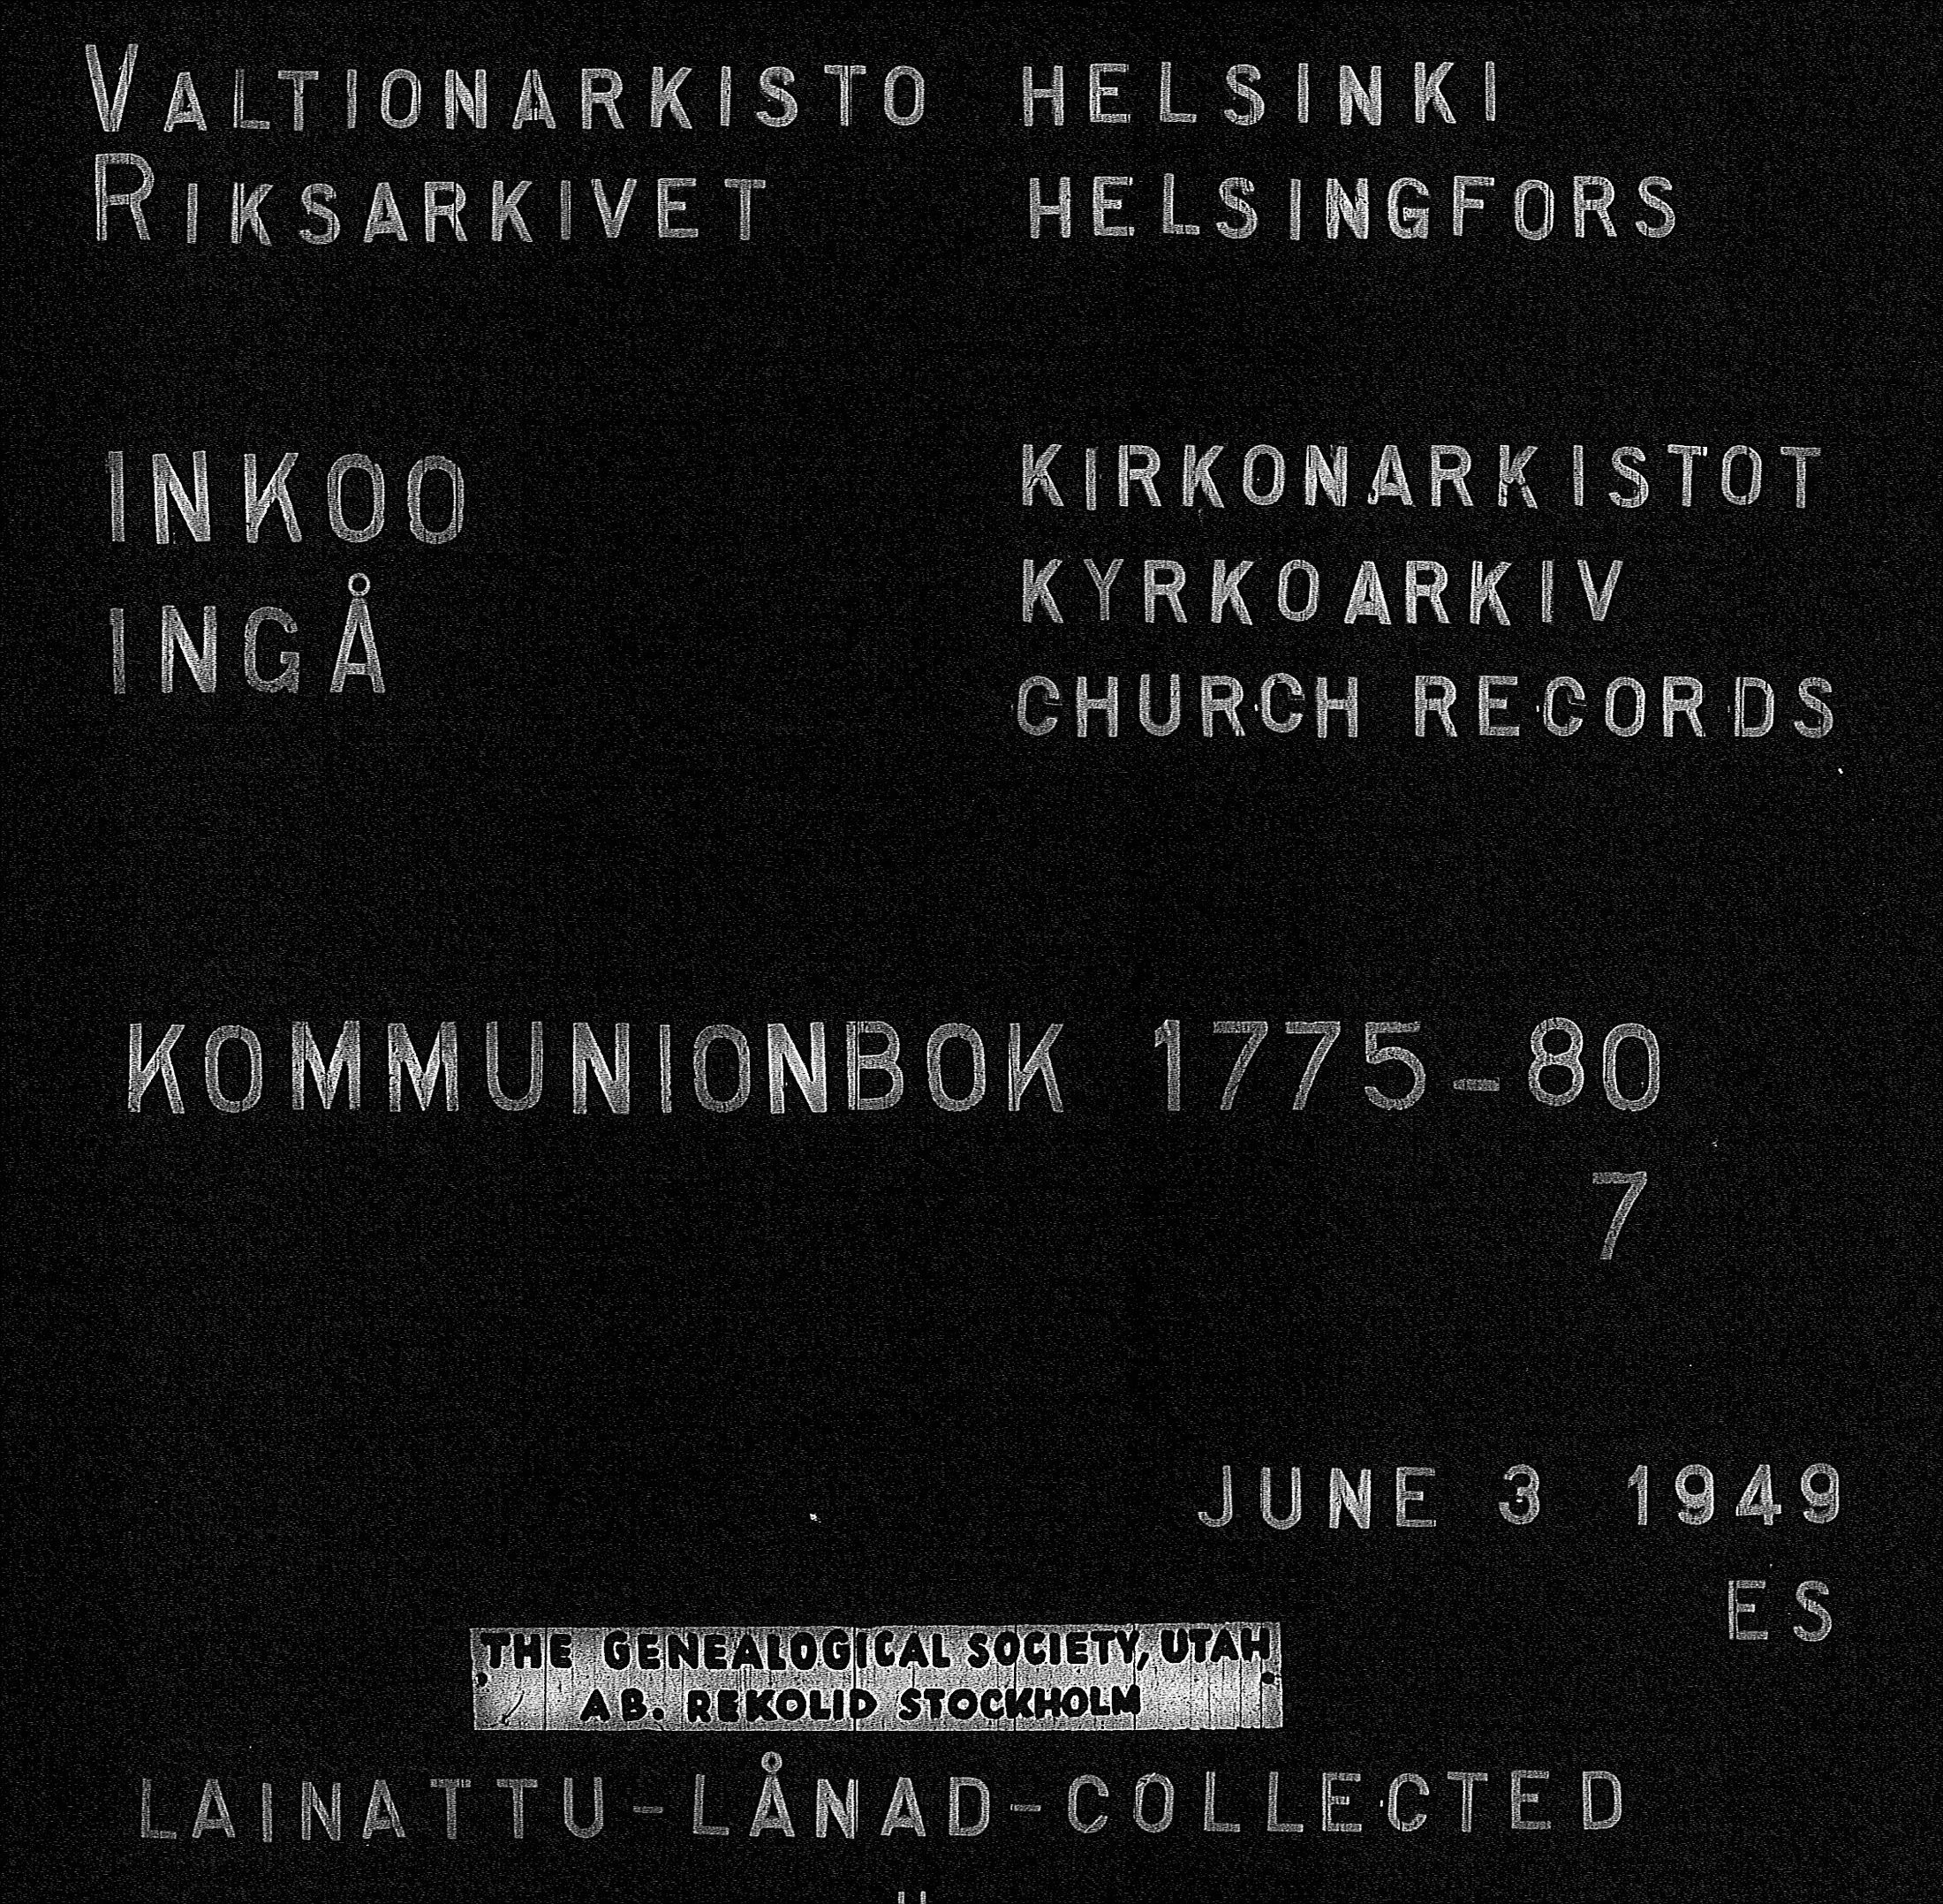 VALTIONARKISTO HELSINKI
RIKSARKIVET HELSINGFORS
INKOO
INGÅ
KIRKONARKISTOT
KYRKOARKIV
CHURCH RECORDS
KOMMUNIONBOK 1775-80
7
JUNE 3 1949
ES
THE GENEALOGICAL SOCIETY, UTAH
AB. REKOLID STOCKHOLM
LAINATTU-LÅNAD-COLLECTED